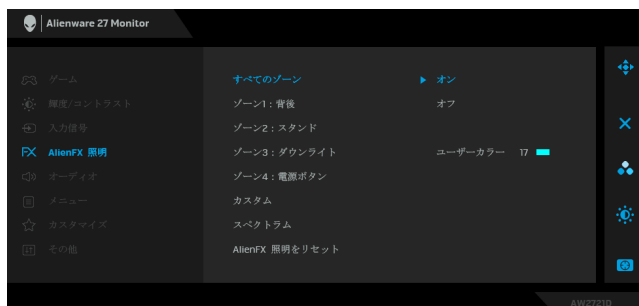 Alienware 27 Monitor
ゲーム
輝度/コントラスト
入力信号
AlienFX 照明
オーディオ
メニュー
カスタマイズ
その他
すべてのゾーン
オン
ゾーン1：背後
オフ
ゾーン2：スタンド
ゾーン3：ダウンライト
ユーザーカラー 17
ゾーン4：電源ボタン
カスタム
スペクトラム
AlienFX 照明をリセット
AW2721D